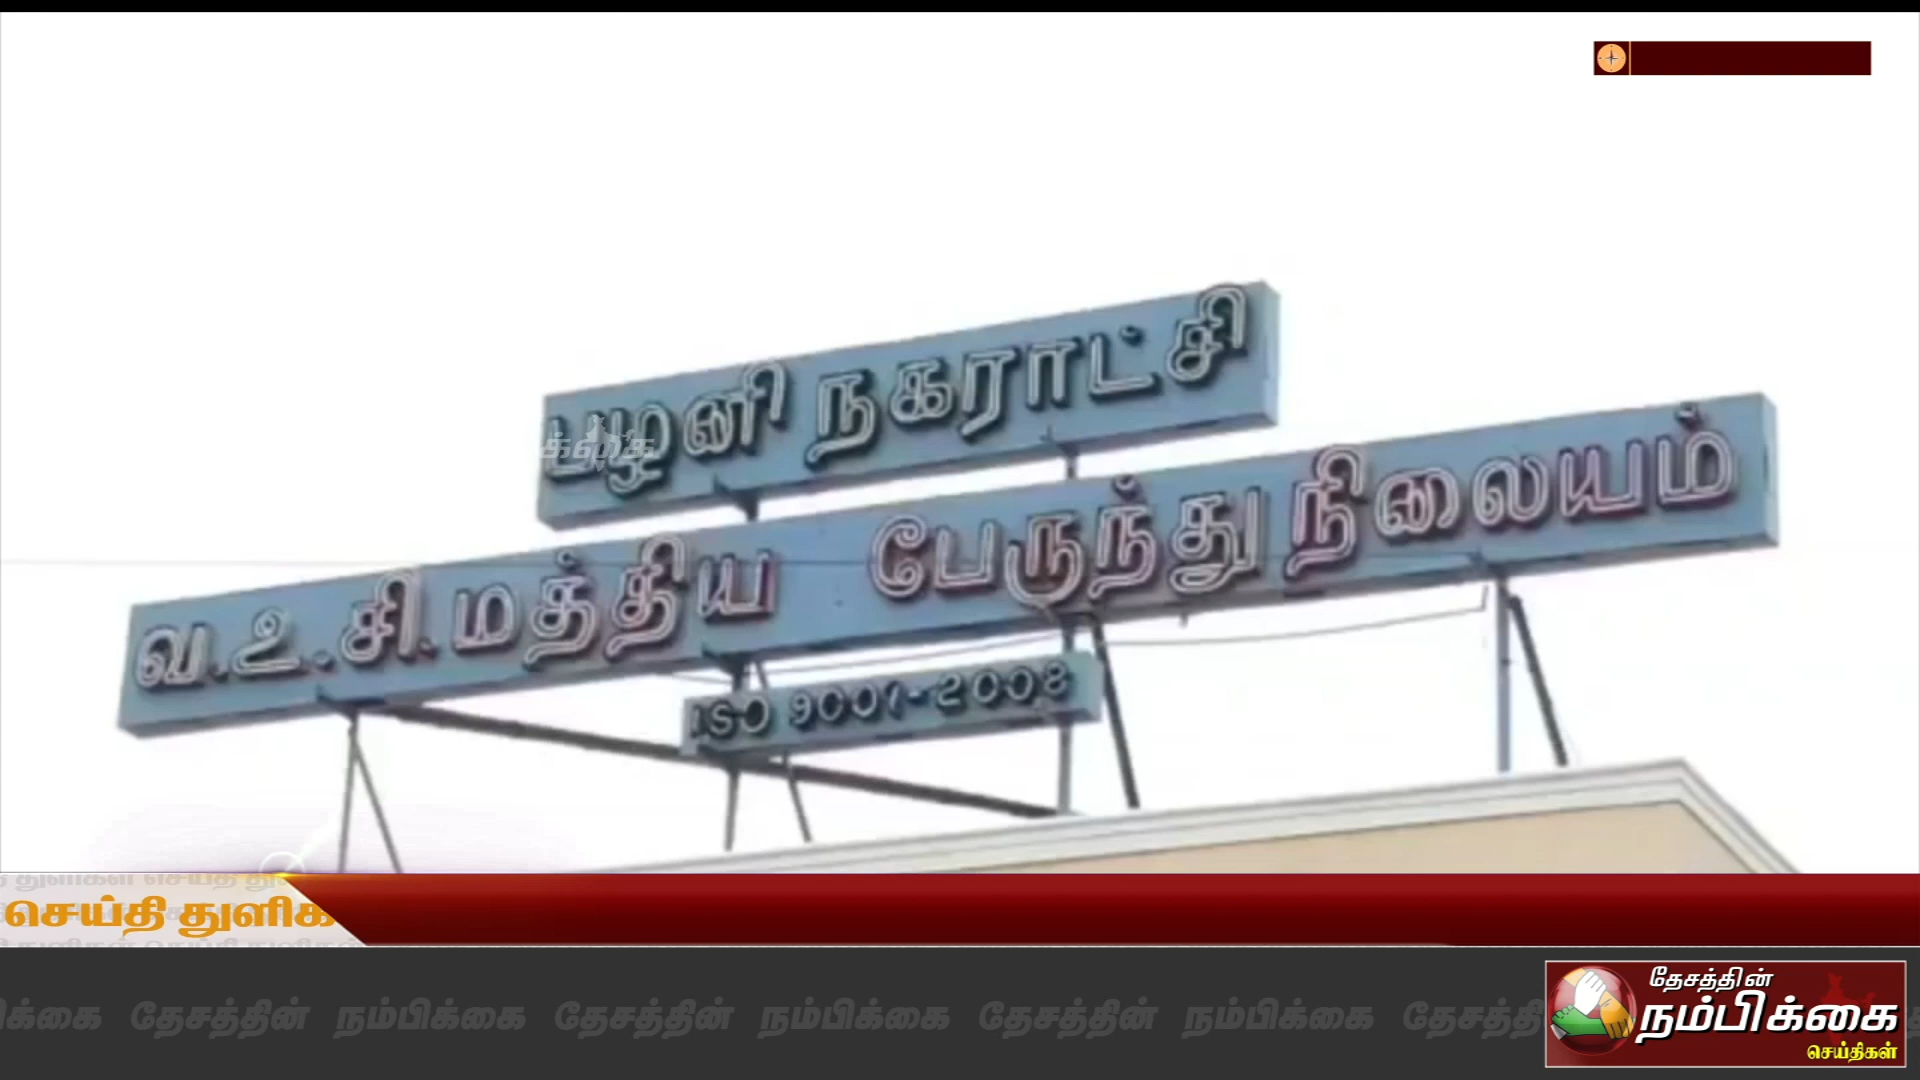 பழனி நகராட்சி
வ.உ.சி.மத்திய பேருந்து நிலையம்
ISO 9001-2008
செய்தி துளிக
தேசத்தின் நம்பிக்கை தேசத்தின் நம்பிக்கை தேசத்தின் நம்பிக்கை
தேசத்தின்
நம்பிக்கை
செய்திகள்